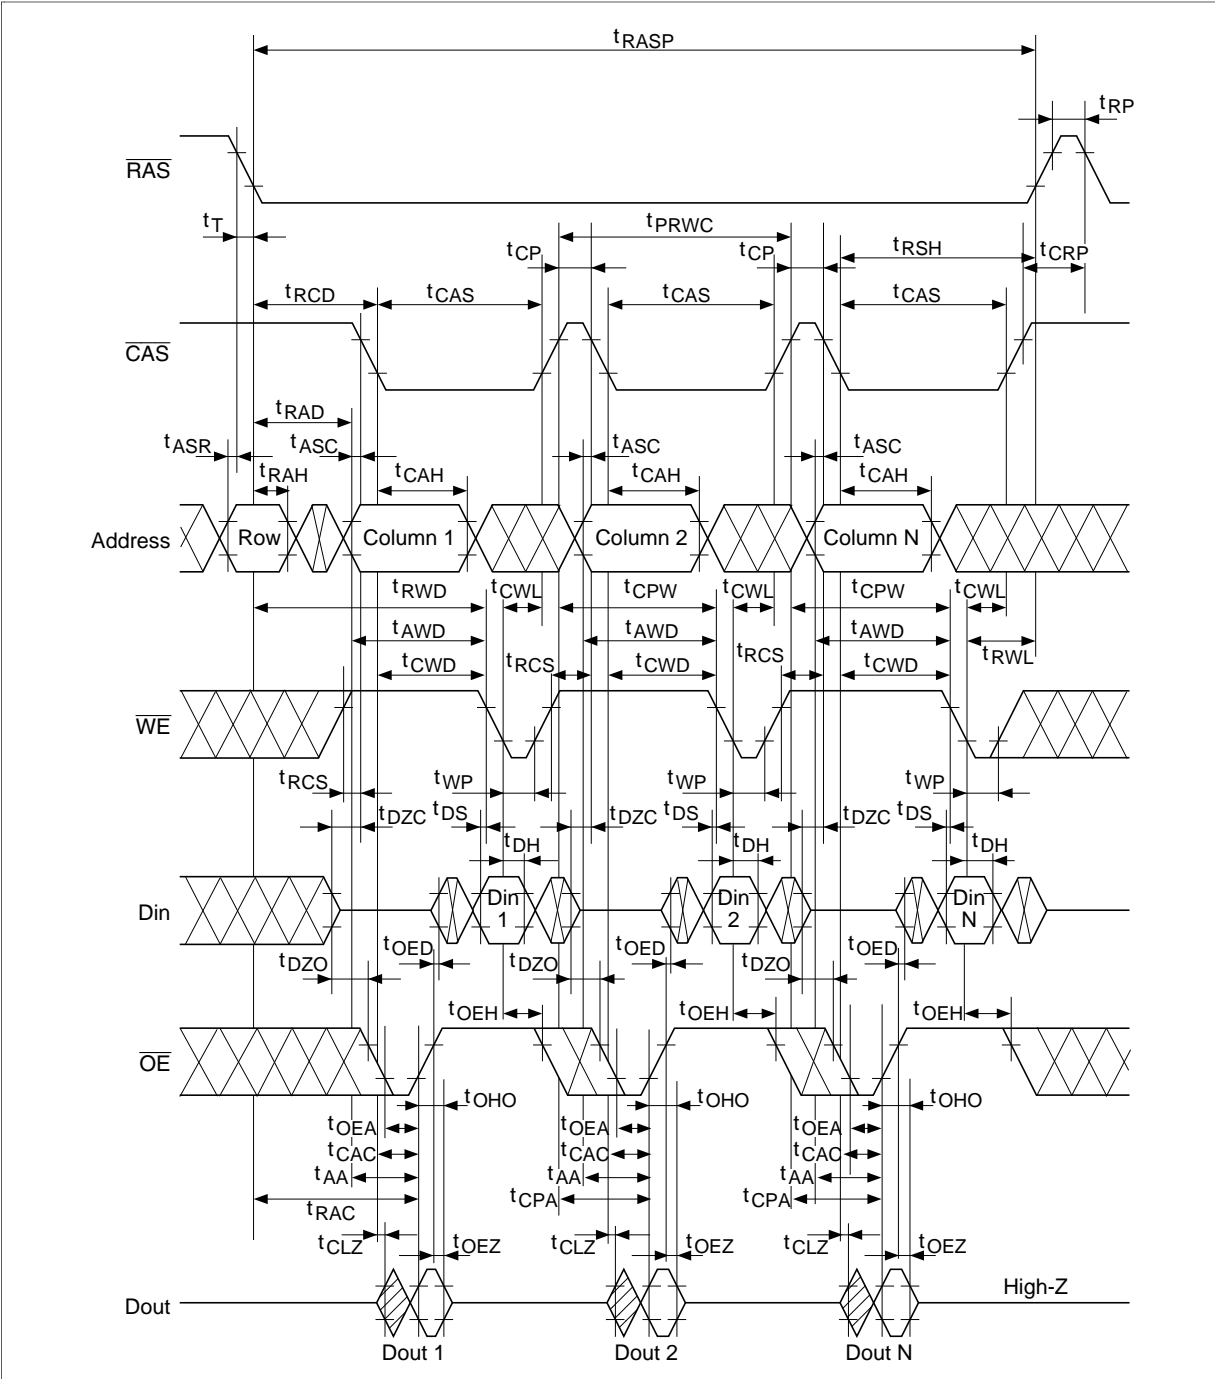 tRASP
tRP
RAS
tT
tPRWC
tCP
tCP
tRSH
tCRP
tRCD
tCAS
tCAS
tCAS
CAS
tRAD
tASR
tASC
tASC
tASC
tRAH
tCAH
tCAH
tCAH
Address
Row
Column 1
Column 2
Column N
tRWD
tCWL
tCPW
tCWL
tCPW
tCWL
tAWD
tAWD
tAWD
tCWD
tRCS
tCWD
tRCS
tCWD
tRWL
WE
tRCS
tWP
tWP
tWP
tDZC
tDS
tDZC
tDS
tDZC
tDS
tDH
tDH
tDH
Din
Din 1
Din 2
Din N
tDZO
tOED
tDZO
tOED
tDZO
tOED
tOEH
tOEH
tOEH
OE
tOHO
tOHO
tOHO
tOEA
tOEA
tOEA
tCAC
tCAC
tCAC
tAA
tAA
tAA
tRAC
tCPA
tCPA
tCLZ
tOEZ
tCLZ
tOEZ
tCLZ
tOEZ
High-Z
Dout
Dout 1
Dout 2
Dout N